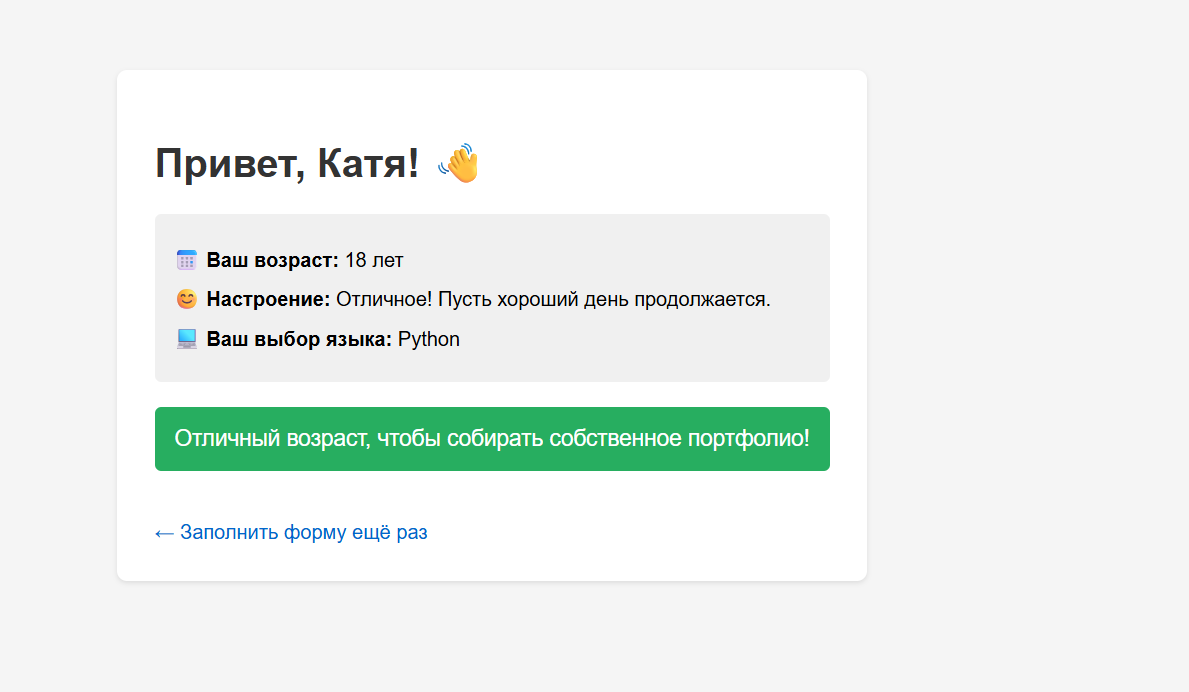 Привет, Катя! 👋
📅 Ваш возраст: 18 лет
😊 Настроение: Отличное! Пусть хороший день продолжается.
💻 Ваш выбор языка: Python
Отличный возраст, чтобы собирать собственное портфолио!
← Заполнить форму ещё раз